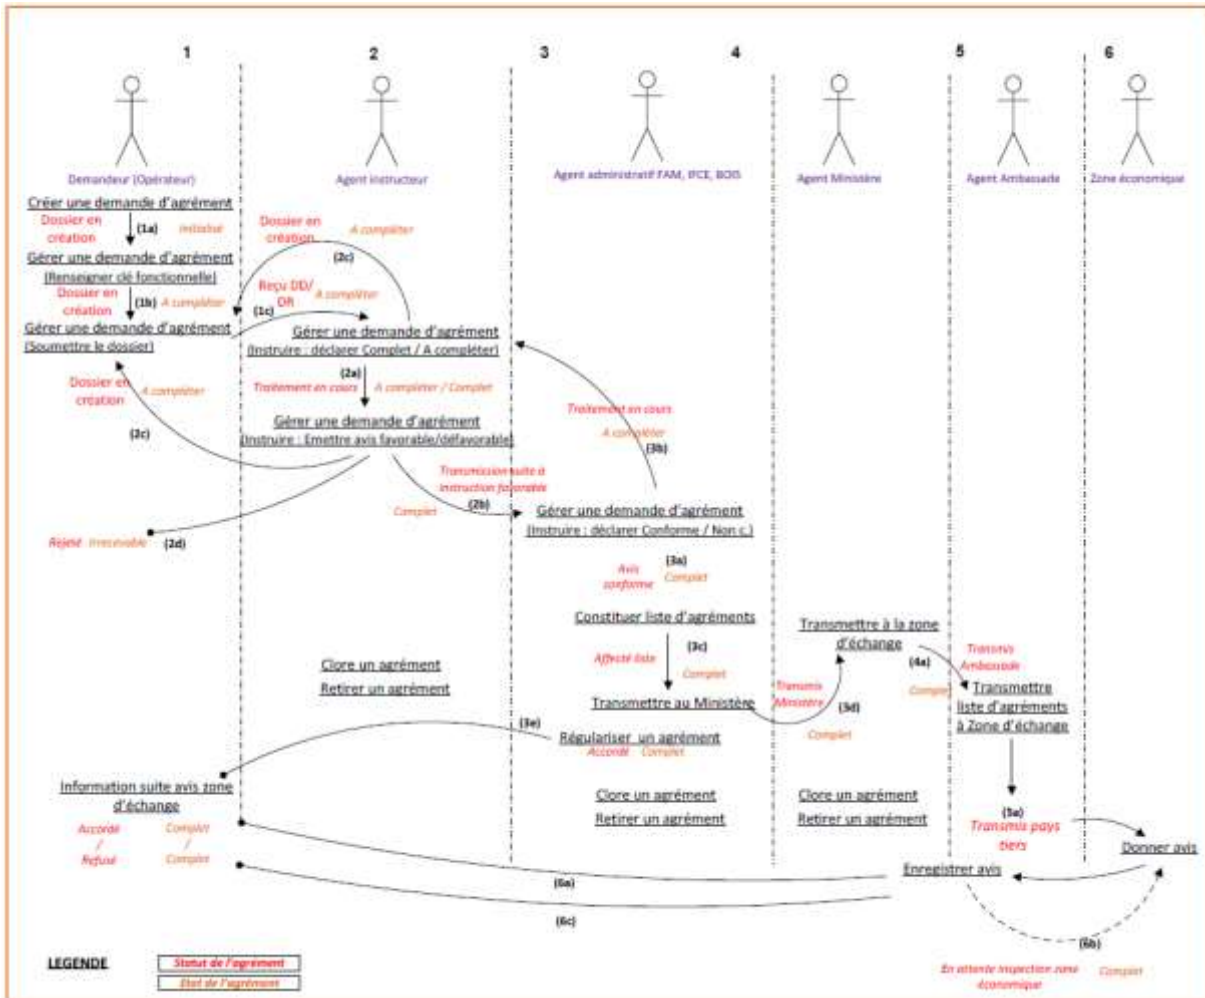 1
2
3
4
5
6
Demandeur (Opérateur)
Agent instructeur
Agent administratif FAM, IFCE, BOIS
Agent Ministère
Agent Ambassade
Zone économique
Créer une demande d'agrément
Dossier en
création
(1a)
Initialisé
Gérer une demande d'agrément
(Renseigner clé fonctionnelle)
Dossier en
création
(1b)
A compléter
Gérer une demande d'agrément
(Soumettre le dossier)
Dossier en
création
A compléter
(2c)
Reçu DD/
DR
A compléter
(1c)
Gérer une demande d'agrément
(Instruire : déclarer Complet / A compléter)
(2a)
Traitement en cours
A compléter / Complet
Dossier en
création
A compléter
(2c)
Gérer une demande d'agrément
(Instruire : Emettre avis favorable/défavorable)
Traitement en cours
A compléter
(3b)
Transmission suite à
instruction favorable
Complet
(2b)
Gérer une demande d'agrément
(Instruire : déclarer Conforme / Non c.)
Rejeté
Irrecevable
(2d)
(3a)
Avis
conforme
Complet
Constituer liste d'agréments
(3c)
Affecté liste
Complet
Transmettre à la zone
d'échange
(4a)
Transmis
Ambassade
Complet
Clore un agrément
Retirer un agrément
Transmettre au Ministère
Transmis
Ministère
(3d)
Complet
Transmettre
liste d'agréments
à Zone d'échange
(3e)
Régulariser un agrément
Accordé
Complet
Information suite avis zone
d'échange
Accordé
/
Refusé
Complet
/
Complet
Clore un agrément
Retirer un agrément
Clore un agrément
Retirer un agrément
(5a)
Transmis pays
tiers
Donner avis
Enregistrer avis
(6a)
(6c)
(6b)
En attente inspection zone
économique
Complet
LEGENDE
Statut de l'agrément
Etat de l'agrément